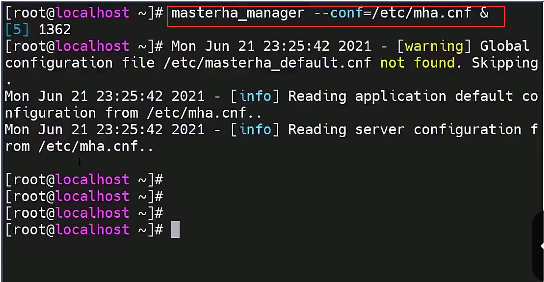 [root@localhost ~]# masterha_manager --conf=/etc/mha.cnf &
[5] 1362
[root@localhost ~]# Mon Jun 21 23:25:42 2021 - [warning] Global
configuration file /etc/masterha_default.cnf not found. Skipping
.
Mon Jun 21 23:25:42 2021 - [info] Reading application default co
nfiguration from /etc/mha.cnf..
Mon Jun 21 23:25:42 2021 - [info] Reading server configuration f
rom /etc/mha.cnf..
[root@localhost ~]#
[root@localhost ~]#
[root@localhost ~]#
[root@localhost ~]#